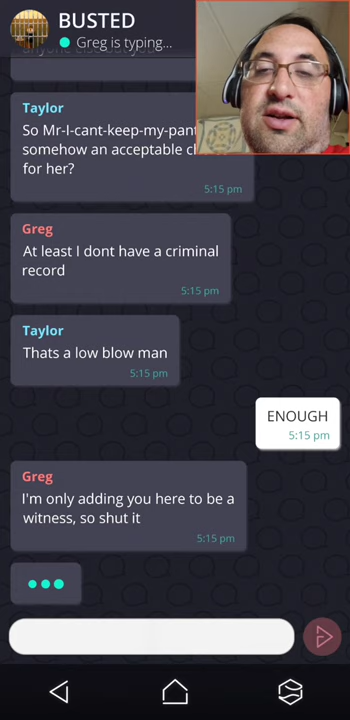 BUSTED
Greg is typing...
Taylor
So Mr-I-cant-keep-my-pan
somehow an acceptable c
for her?
5:15 pm
Greg
At least I dont have a criminal
record
5:15 pm
Taylor
Thats a low blow man
5:15 pm
ENOUGH
5:15 pm
Greg
I'm only adding you here to be a
witness, so shut it
5:15 pm